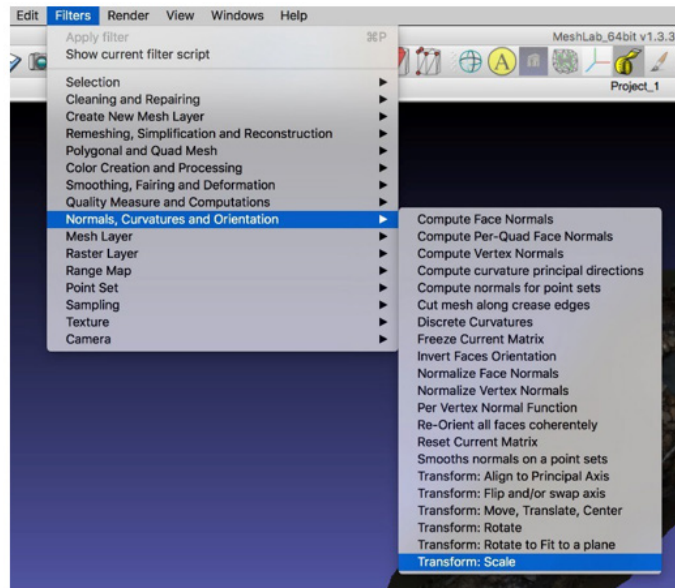 Edit Filters Render View Windows Help
Apply filter ⌘P
Show current filter script
MeshLab_64bit v1.3.3
A
Project_1
Selection
Cleaning and Repairing
Create New Mesh Layer
Remeshing, Simplification and Reconstruction
Polygonal and Quad Mesh
Color Creation and Processing
Smoothing, Fairing and Deformation
Quality Measure and Computations
Normals, Curvatures and Orientation
Mesh Layer
Raster Layer
Range Map
Point Set
Sampling
Texture
Camera
Compute Face Normals
Compute Per-Quad Face Normals
Compute Vertex Normals
Compute curvature principal directions
Compute normals for point sets
Cut mesh along crease edges
Discrete Curvatures
Freeze Current Matrix
Invert Faces Orientation
Normalize Face Normals
Normalize Vertex Normals
Per Vertex Normal Function
Re-Orient all faces coherentely
Reset Current Matrix
Smooths normals on a point sets
Transform: Align to Principal Axis
Transform: Flip and/or swap axis
Transform: Move, Translate, Center
Transform: Rotate
Transform: Rotate to Fit to a plane
Transform: Scale